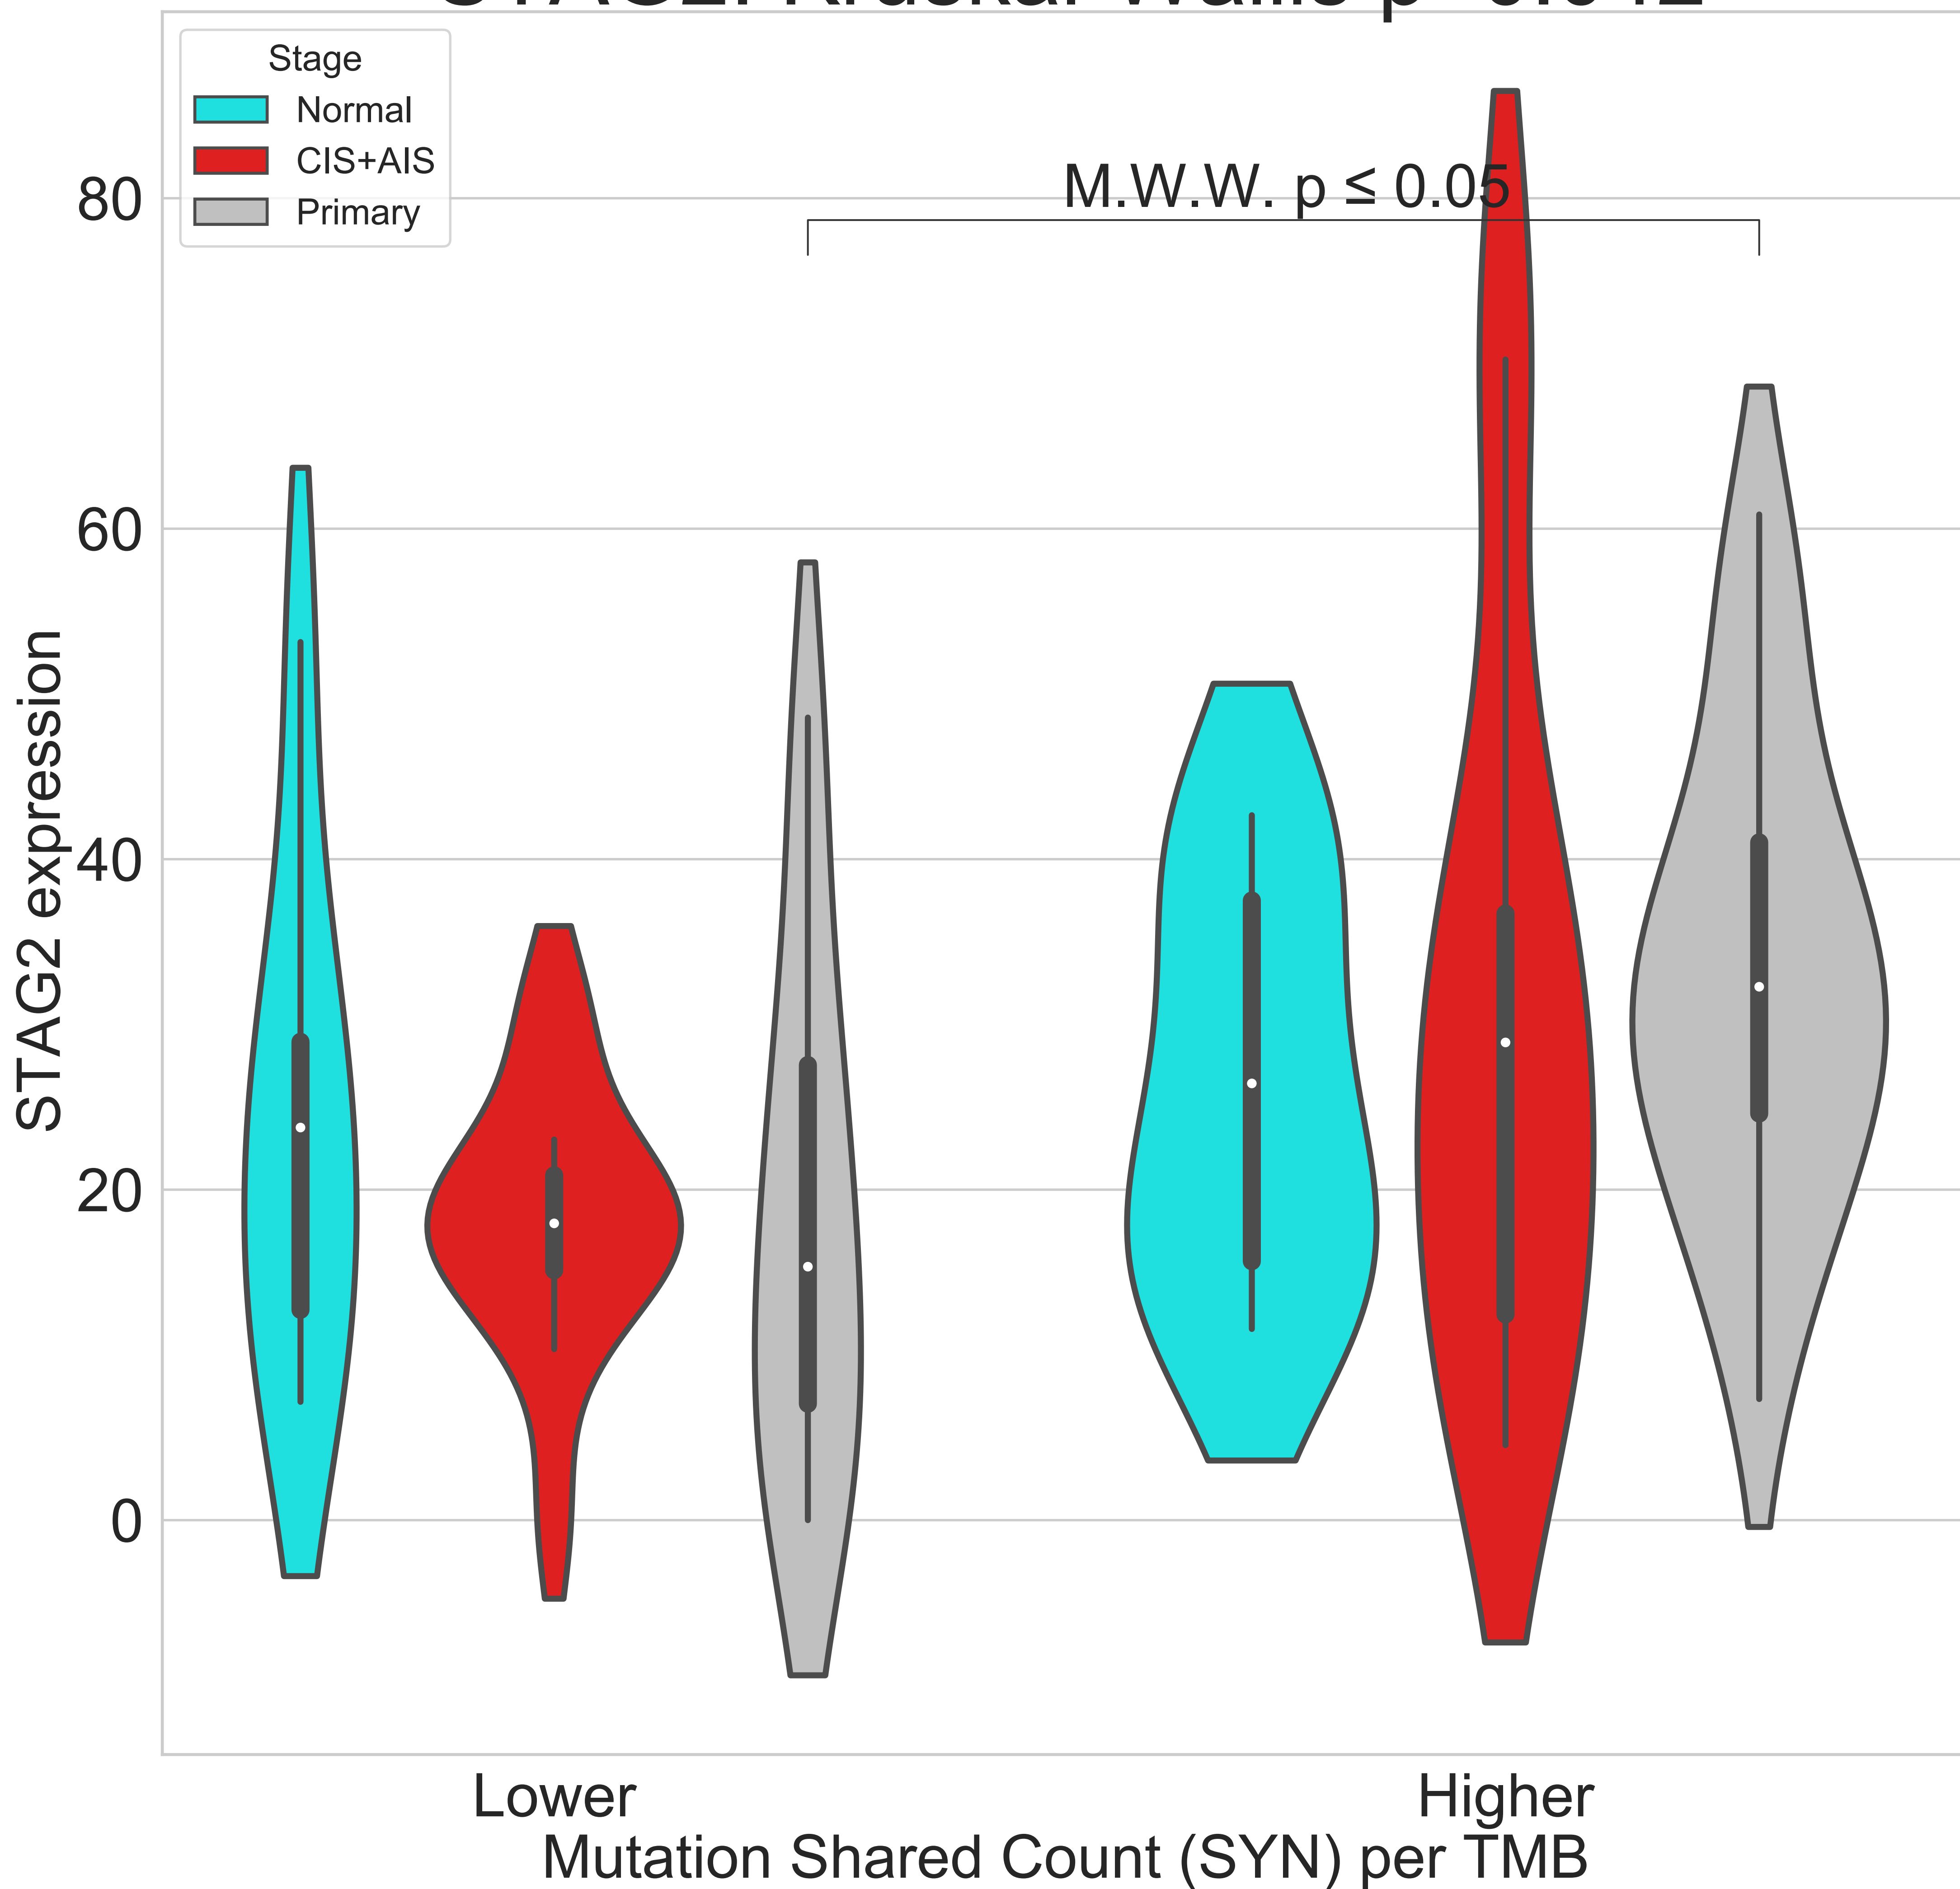 Stage
Normal
CIS+AIS
Primary
M.W.W. p ≤ 0.05
80
60
40
20
0
STAG2 expression
Lower
Higher
Mutation Shared Count (SYN) per TMB